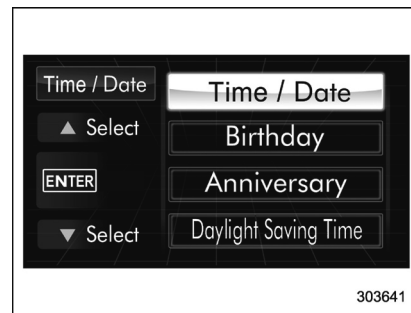 Time / Date
▲ Select
ENTER
▼ Select
Time / Date
Birthday
Anniversary
Daylight Saving Time
303641